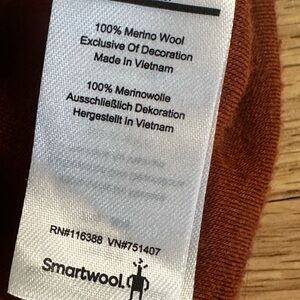 100% Merino Wool
Exclusive Of Decoration
Made In Vietnam
100% Merinowolle
Ausschließlich Dekoration
Hergestellt In Vietnam
RN#116388 VN#751407
Smartwool